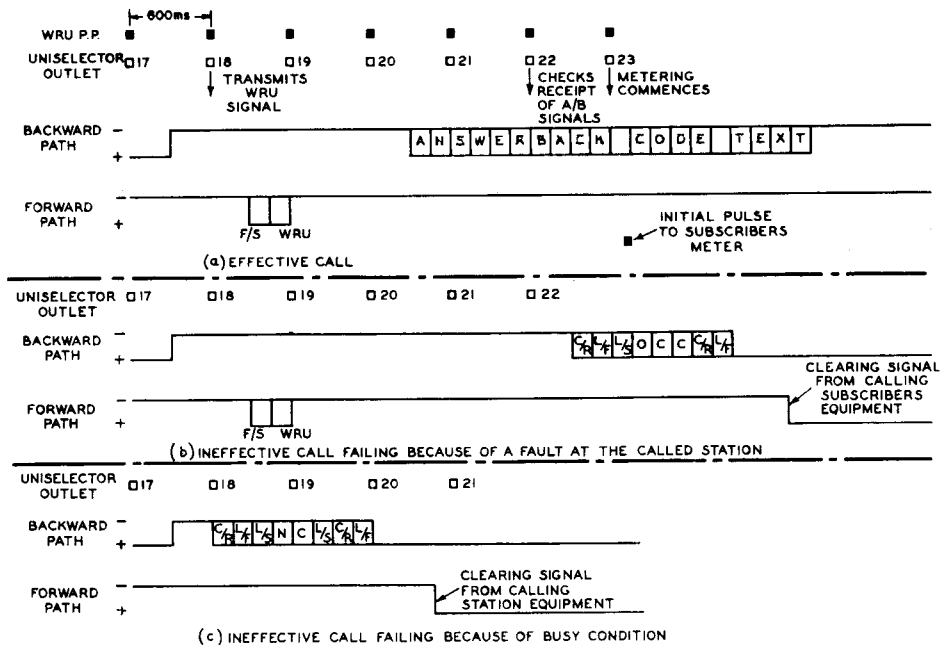 600ms
WRU P.P.
UNISELECTOR OUTLET 17 18 19 20 21 22 23
TRANSMITS WRU SIGNAL
CHECKS RECEIPT OF A/B SIGNALS
METERING COMMENCES
BACKWARD PATH - +
A N S W E R B A C K C O D E T E X T
FORWARD PATH - +
F/S WRU
INITIAL PULSE TO SUBSCRIBERS METER
(a) EFFECTIVE CALL
UNISELECTOR OUTLET 17 18 19 20 21 22
BACKWARD PATH - +
C/R L/F L/S O C C C/R L/F
CLEARING SIGNAL FROM CALLING SUBSCRIBERS EQUIPMENT
FORWARD PATH - +
F/S WRU
(b) INEFFECTIVE CALL FAILING BECAUSE OF A FAULT AT THE CALLED STATION
UNISELECTOR OUTLET 17 18 19 20 21
BACKWARD PATH - +
C/R L/F L/S N C L/S C/R L/F
FORWARD PATH - +
CLEARING SIGNAL FROM CALLING STATION EQUIPMENT
(c) INEFFECTIVE CALL FAILING BECAUSE OF BUSY CONDITION